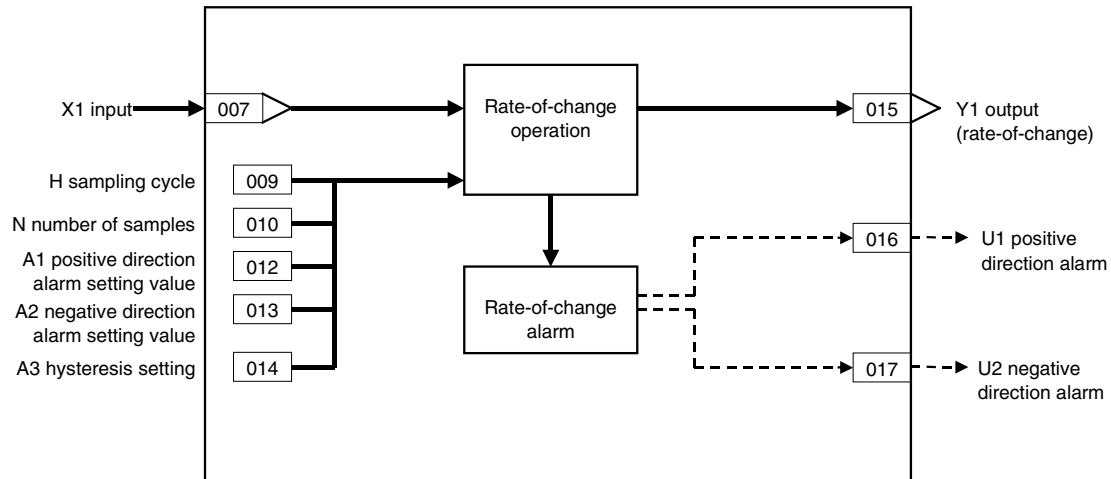 X1 input
007
Rate-of-change
operation
015
Y1 output
(rate-of-change)
H sampling cycle
009
N number of samples
010
A1 positive direction
alarm setting value
012
A2 negative direction
alarm setting value
013
A3 hysteresis setting
014
Rate-of-change
alarm
016
U1 positive
direction alarm
017
U2 negative
direction alarm